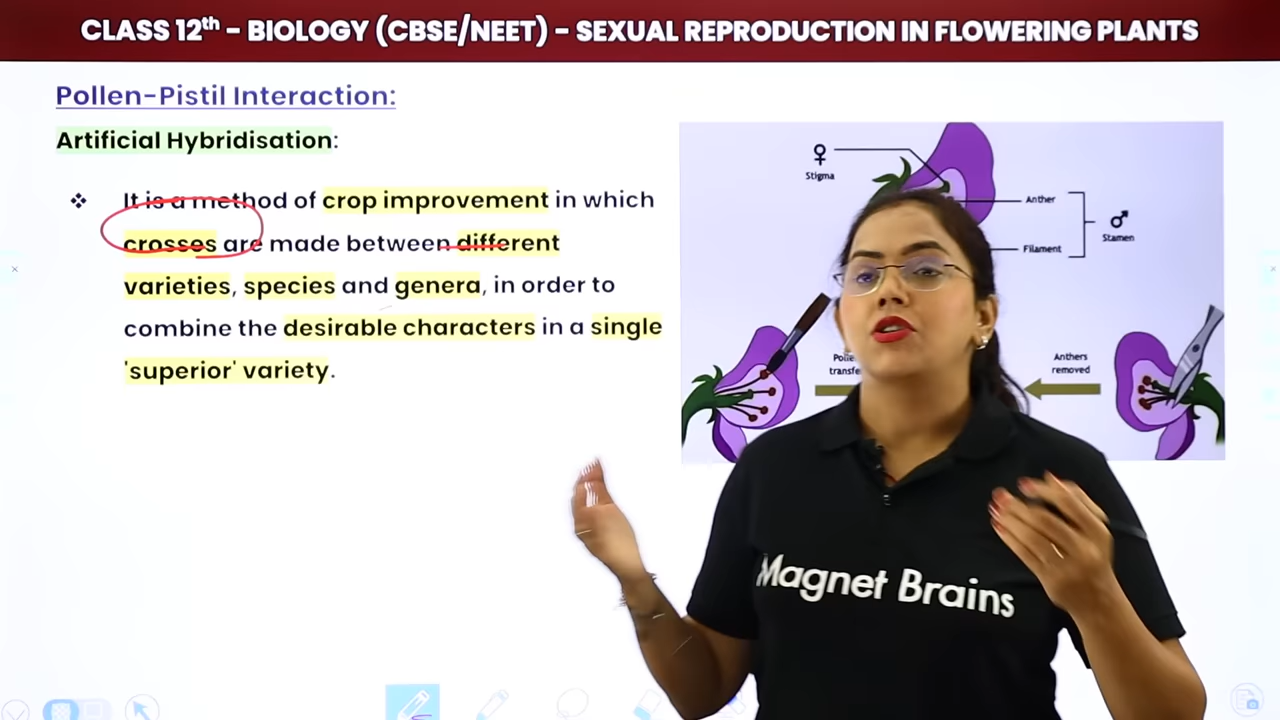 CLASS 12th - BIOLOGY (CBSE/NEET) - SEXUAL REPRODUCTION IN FLOWERING PLANTS
Pollen-Pistil Interaction:
Artificial Hybridisation:
❖ It is a method of crop improvement in which
crosses are made between different
varieties, species and genera, in order to
combine the desirable characters in a
single
'superior' variety.
♀
Stigma
Anther
Filament
♂
Stamen
Anthers
removed
Magnet Brains